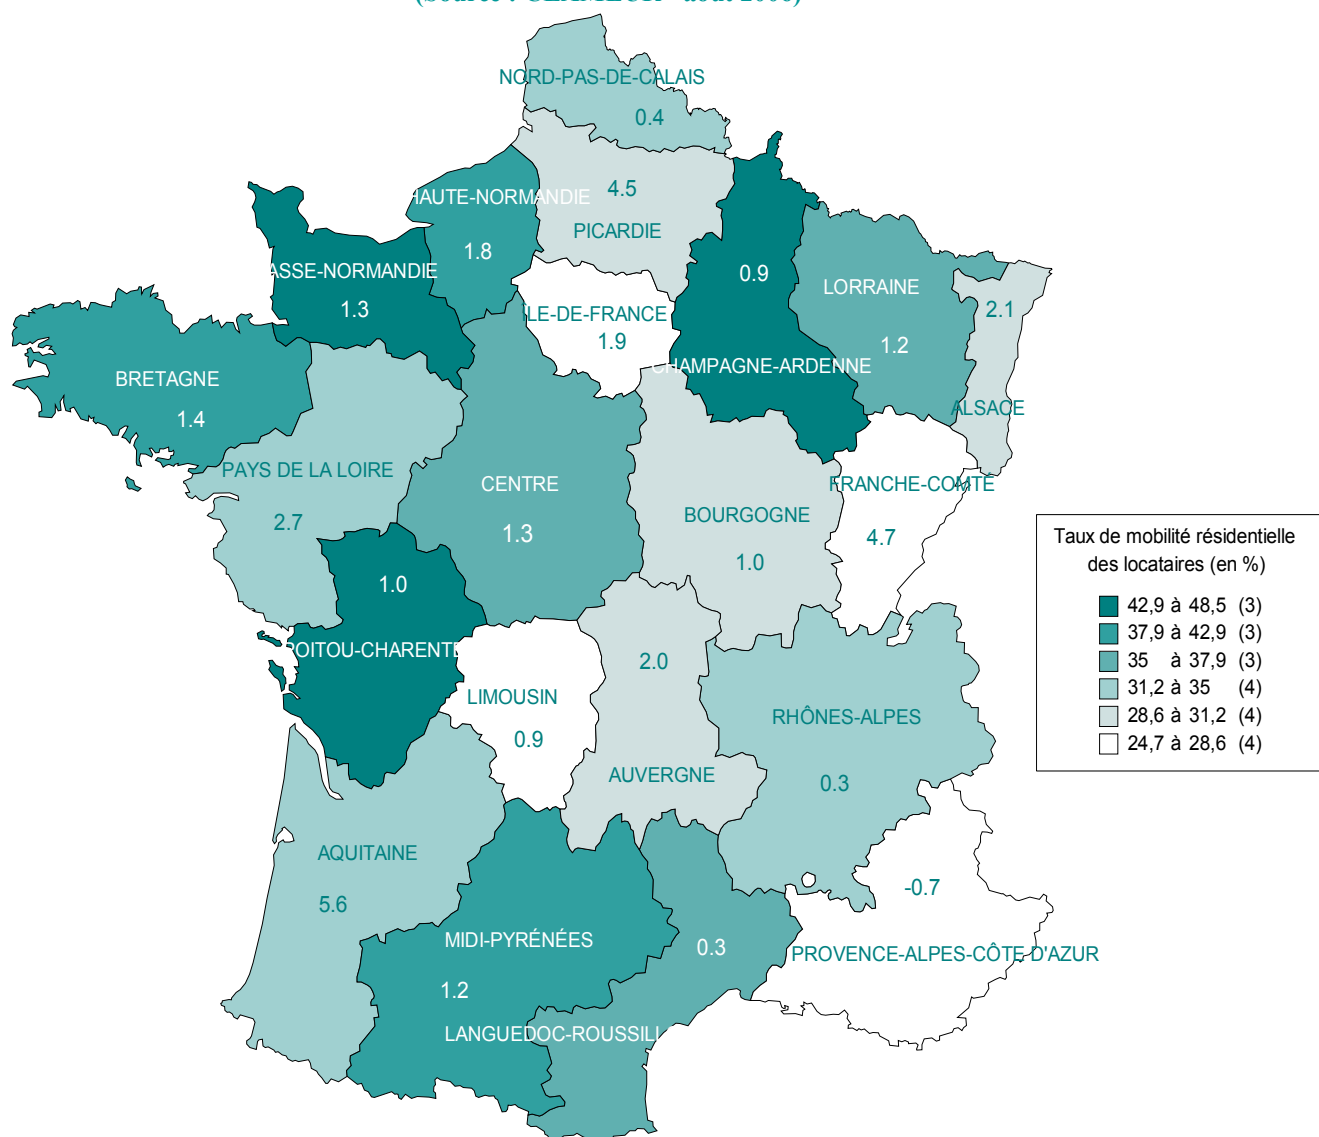 NORD-PAS-DE-CALAIS
0.4
4.5
HAUTE-NORMANDIE
PICARDIE
1.8
ASSE-NORMANDIE
0.9
LORRAINE
1.3
ÎLE-DE-FRANCE
2.1
1.9
1.2
CHAMPAGNE-ARDENNE
BRETAGNE
ALSACE
1.4
PAYS DE LA LOIRE
CENTRE
FRANCHE-COMTÉ
2.7
BOURGOGNE
1.3
4.7
1.0
1.0
POITOU-CHARENTE
2.0
LIMOUSIN
RHÔNES-ALPES
0.9
AUVERGNE
0.3
AQUITAINE
-0.7
5.6
MIDI-PYRÉNÉES
0.3
PROVENCE-ALPES-CÔTE D'AZUR
1.2
LANGUEDOC-ROUSSILL
Taux de mobilité résidentielle
des locataires (en %)
42,9 à 48,5 (3)
37,9 à 42,9 (3)
35 à 37,9 (3)
31,2 à 35 (4)
28,6 à 31,2 (4)
24,7 à 28,6 (4)